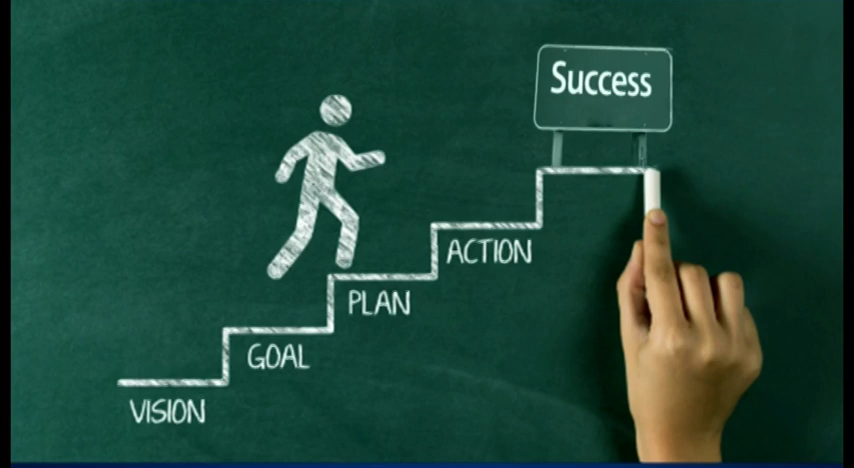 Success
ACTION
PLAN
GOAL
VISION